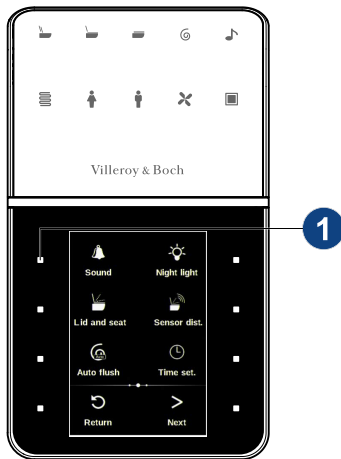 Villeroy & Boch
1
Sound Night light
Lid and seat Sensor dist.
Auto flush Time set.
Return Next